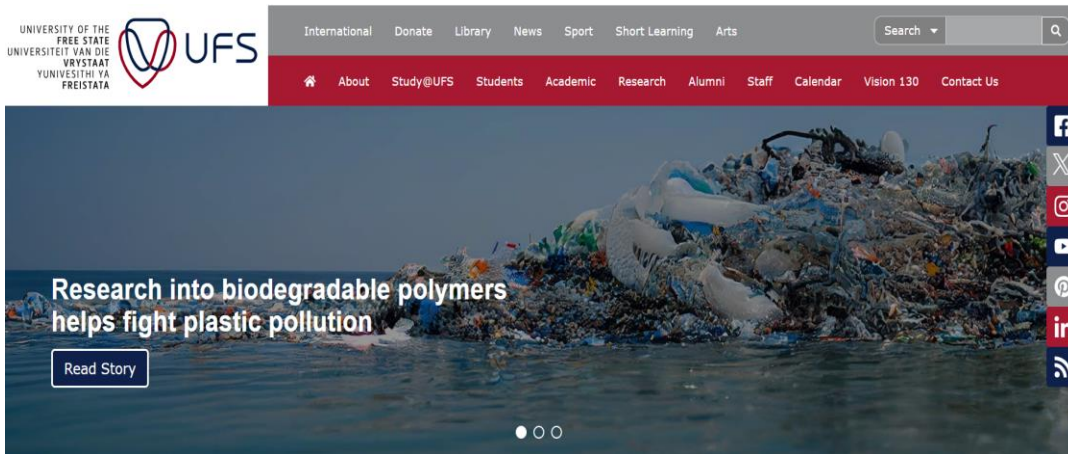 UNIVERSITY OF THE
FREE STATE
UNIVERSITEIT VAN DIE
VRYSTAAT
YUNIVESITHI YA
FREISTATA
UFS
International Donate Library News Sport Short Learning Arts
Search
About Study@UFS Students Academic Research Alumni Staff Calendar Vision 130 Contact Us
Research into biodegradable polymers
helps fight plastic pollution
Read Story